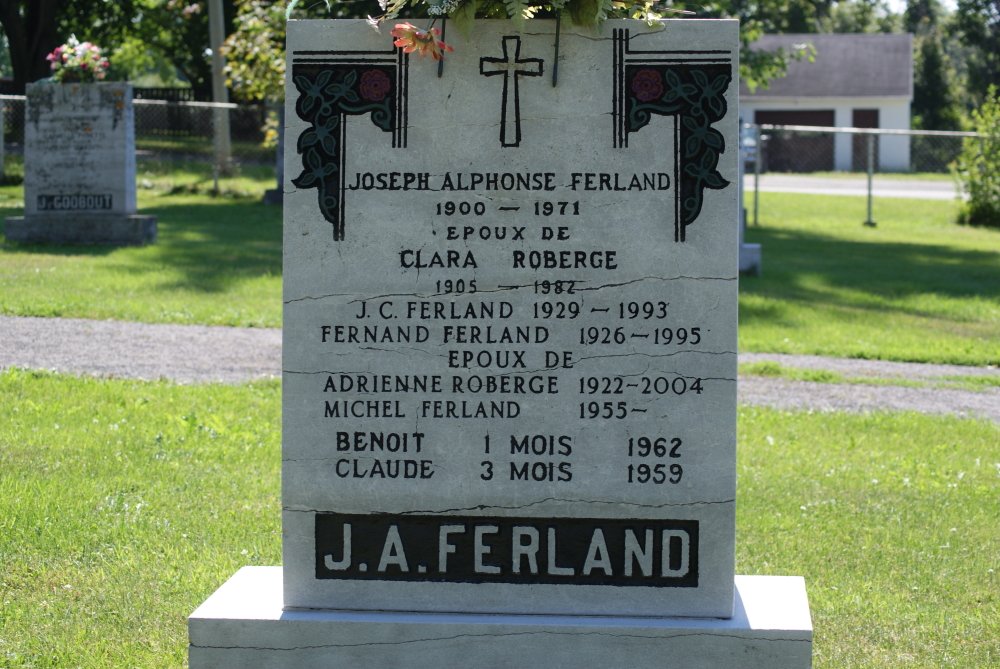 JOSEPH ALPHONSE FERLAND
1900 — 1971
EPOUX DE
CLARA ROBERGE
1905 — 1982
J. C. FERLAND 1929 — 1993
FERNAND FERLAND 1926 — 1995
EPOUX DE
ADRIENNE ROBERGE 1922 - 2004
MICHEL FERLAND 1955 —
BENOIT 1 MOIS 1962
CLAUDE 3 MOIS 1959
J. A. FERLAND
J. GODBOUT